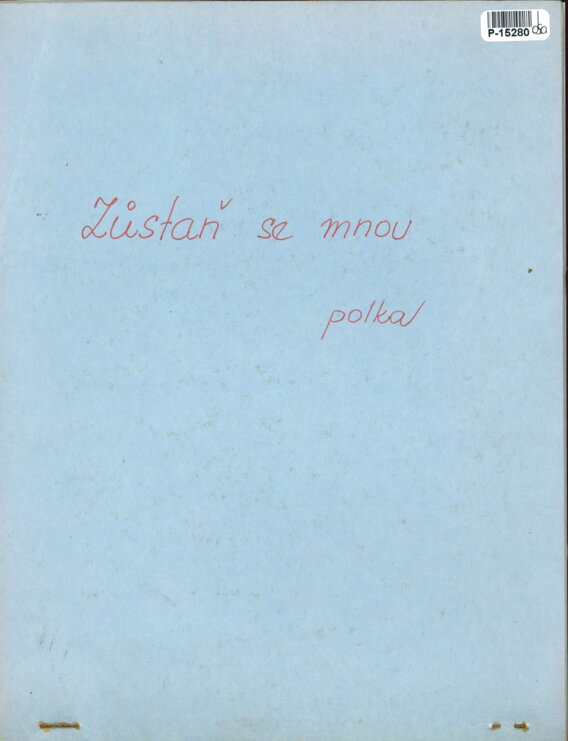 P-15280
Zůstaň se mnou
polka